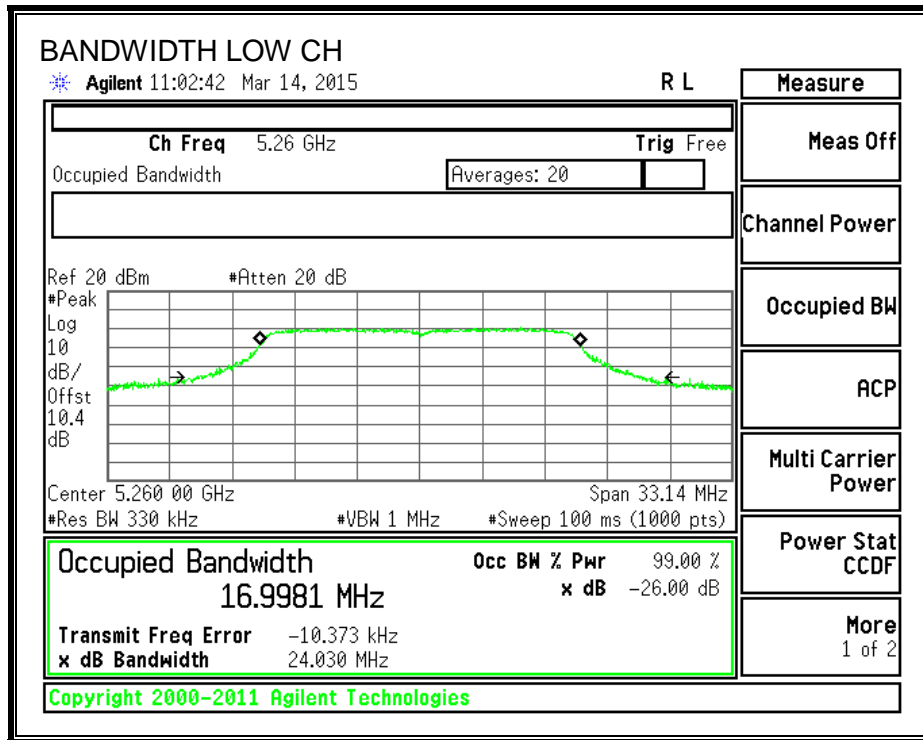 BANDWIDTH LOW CH
Agilent 11:02:42 Mar 14, 2015 R L
Ch Freq 5.26 GHz Trig Free
Occupied Bandwidth Averages: 20
Ref 20 dBm #Atten 20 dB
#Peak
Log
10
dB/
Offst
10.4
dB
Center 5.260 00 GHz Span 33.14 MHz
#Res BW 330 kHz #VBW 1 MHz #Sweep 100 ms (1000 pts)
Occupied Bandwidth Occ BW % Pwr 99.00 %
16.9981 MHz x dB -26.00 dB
Transmit Freq Error -10.373 kHz
x dB Bandwidth 24.030 MHz
Copyright 2000-2011 Agilent Technologies
Measure
Meas Off
Channel Power
Occupied BW
ACP
Multi Carrier
Power
Power Stat
CCDF
More
1 of 2